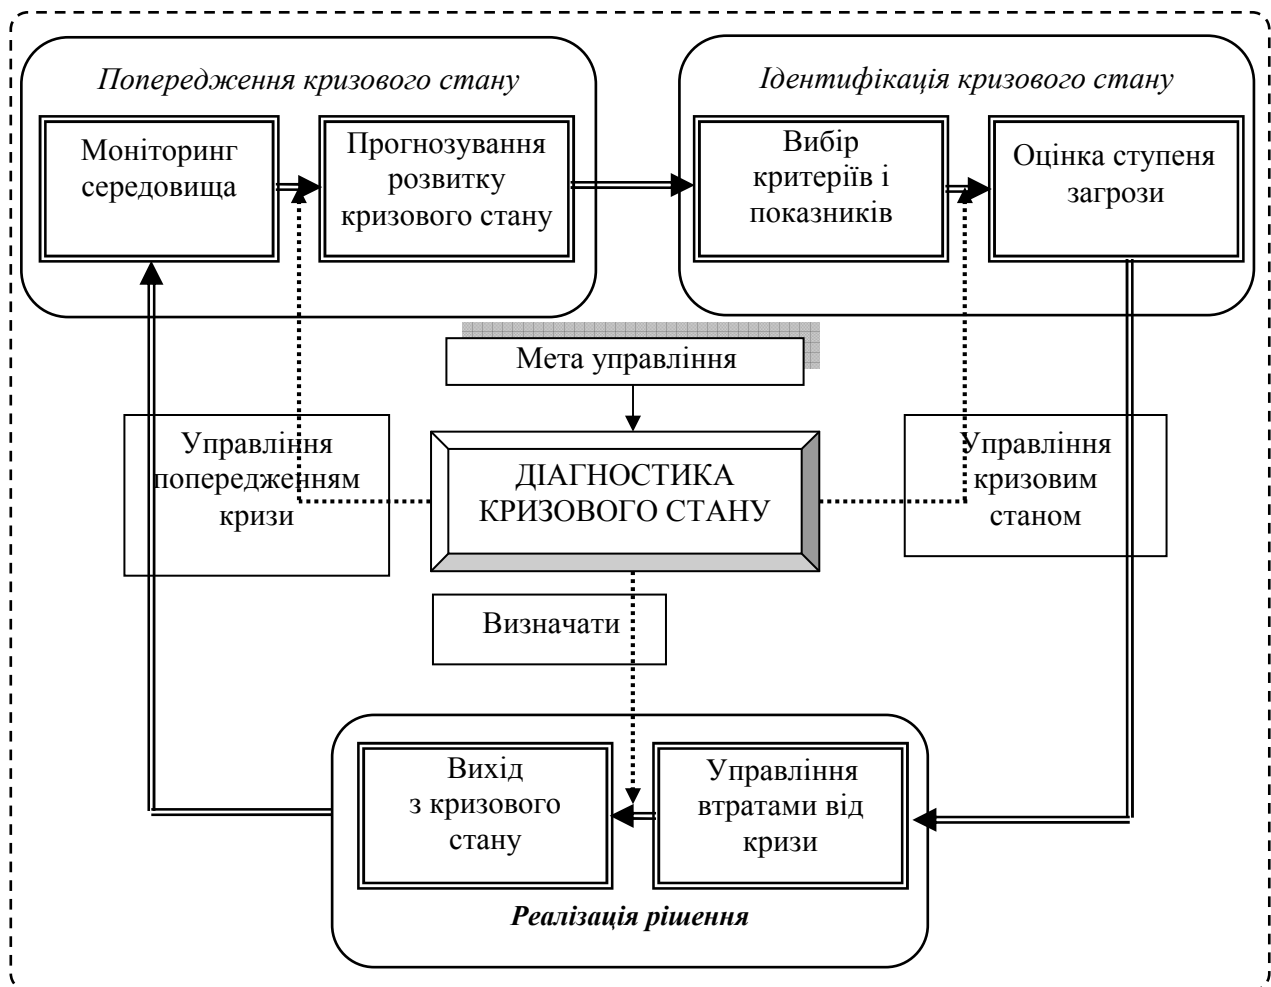 Попередження кризового стану
Моніторинг
середовища
Прогнозування
розвитку
кризового стану
Ідентифікація кризового стану
Вибір
критеріїв і
показників
Оцінка ступеня
загрози
Мета управління
Управління
попередженням
кризи
ДІАГНОСТИКА
КРИЗОВОГО СТАНУ
Управління
кризовим
станом
Визначати
Вихід
з кризового
стану
Управління
втратами від
кризи
Реалізація рішення